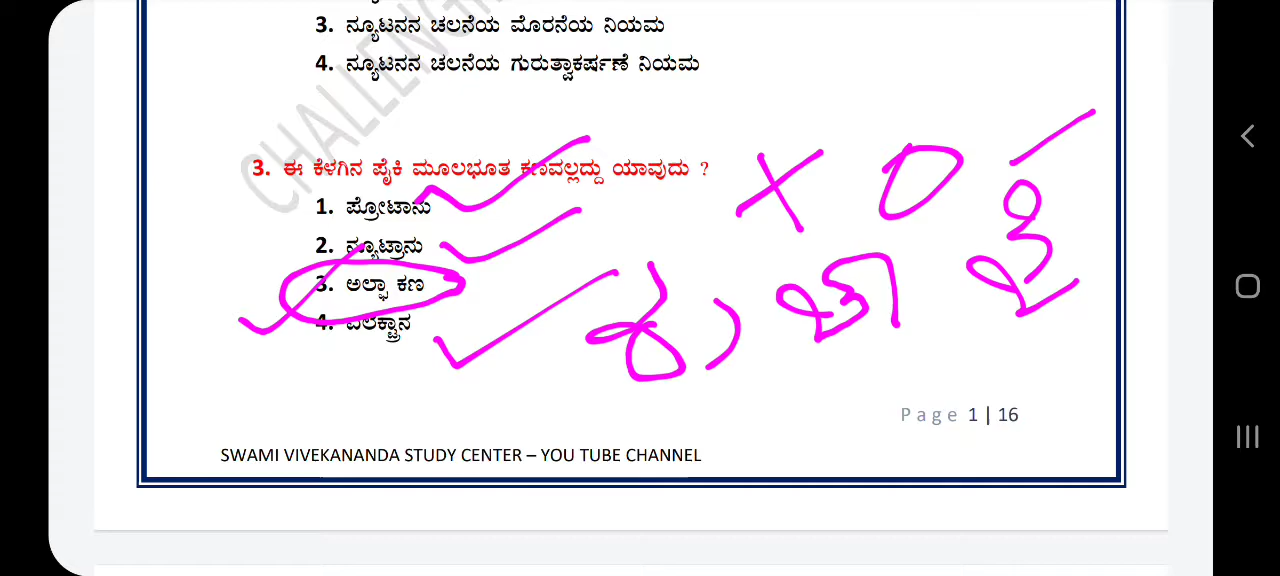 3. ನ್ಯೂಟನನ ಚಲನೆಯ ಮೊರನೆಯ ನಿಯಮ
4. ನ್ಯೂಟನನ ಚಲನೆಯ ಗುರುತ್ವಾಕರ್ಷಣೆ ನಿಯಮ
3. ಈ ಕೆಳಗಿನ ಪೈಕಿ ಮೂಲಭೂತ ಕಣವಲ್ಲದ್ದು ಯಾವುದು ?
1. ಪ್ರೋಟಾನು
2. ನ್ಯೂಟ್ರಾನು
3. ಅಲ್ಫಾ ಕಣ
4. ಎಲೆಕ್ಟ್ರಾನ
Page 1 | 16
SWAMI VIVEKANANDA STUDY CENTER – YOU TUBE CHANNEL